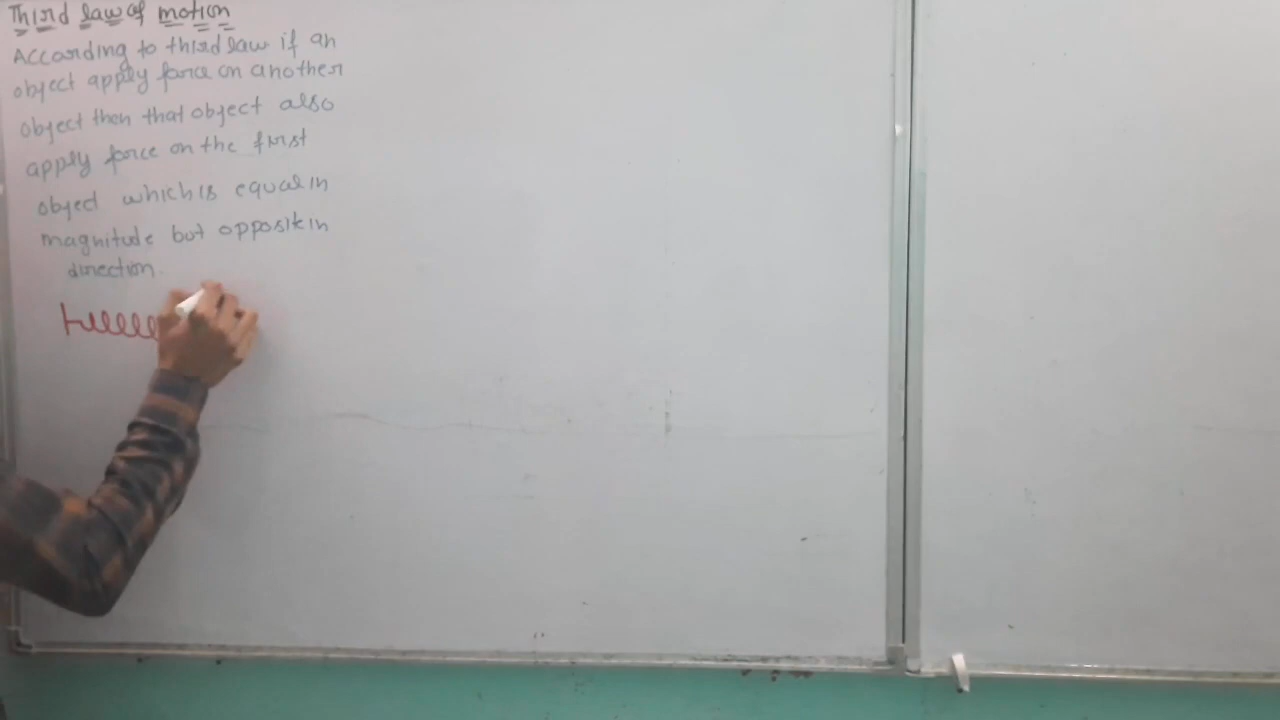 Third law of motion
According to third law if an
object apply force on another
object then that object also
apply force on the first
object which is equal in
magnitude but opposite in
direction.